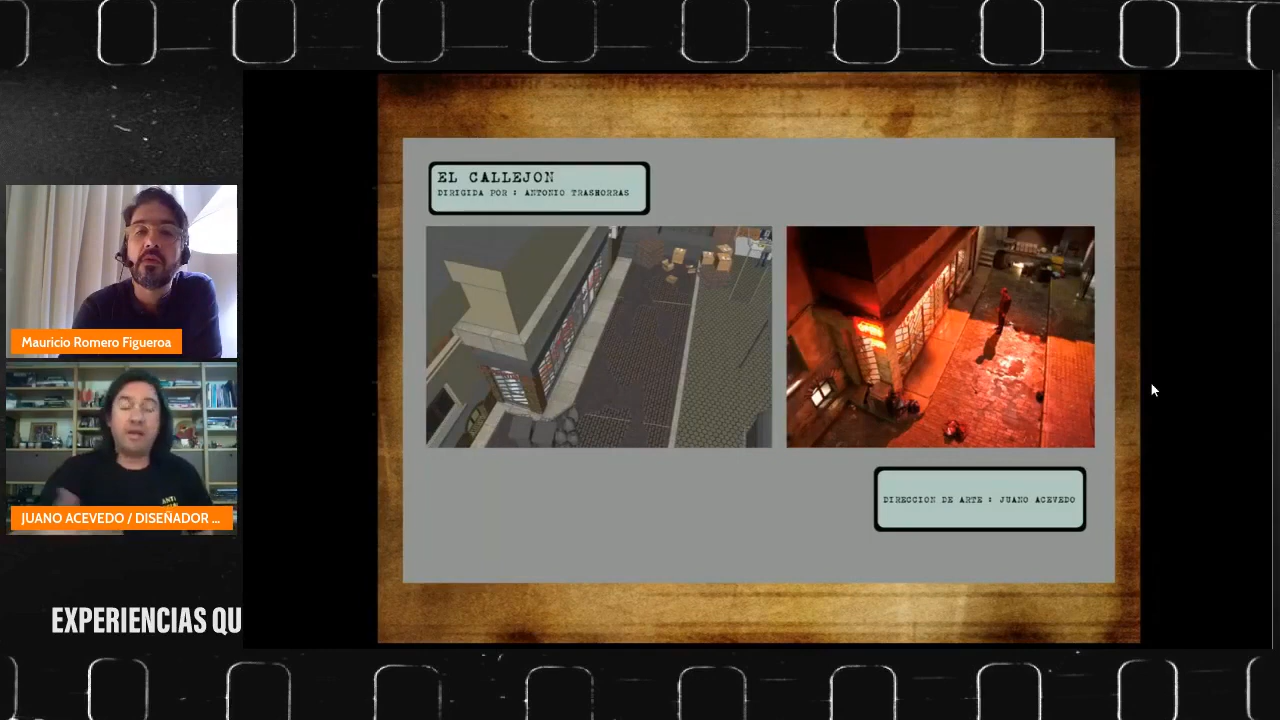 EL CALLEJON
DIRIGIDA POR : ANTONIO TRASHORRAS
Mauricio Romero Figueroa
DIRECCION DE ARTE : JUANO ACEVEDO
JUANO ACEVEDO / DISEÑADOR ...
ANTI
EXPERIENCIAS QU